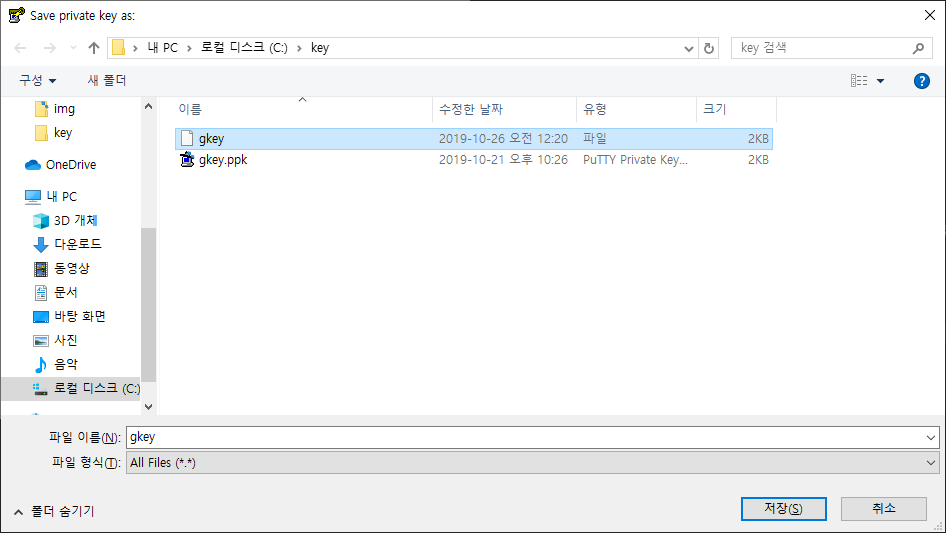 Save private key as:
내 PC › 로컬 디스크 (C:) › key
key 검색
구성
새 폴더
img
key
OneDrive
내 PC
3D 개체
다운로드
동영상
문서
바탕 화면
사진
음악
로컬 디스크 (C:)
이름 수정한 날짜 유형 크기
gkey 2019-10-26 오전 12:20 파일 2KB
gkey.ppk 2019-10-21 오후 10:26 PuTTY Private Key... 2KB
파일 이름(N): gkey
파일 형식(T): All Files (*.*)
폴더 숨기기
저장(S)
취소